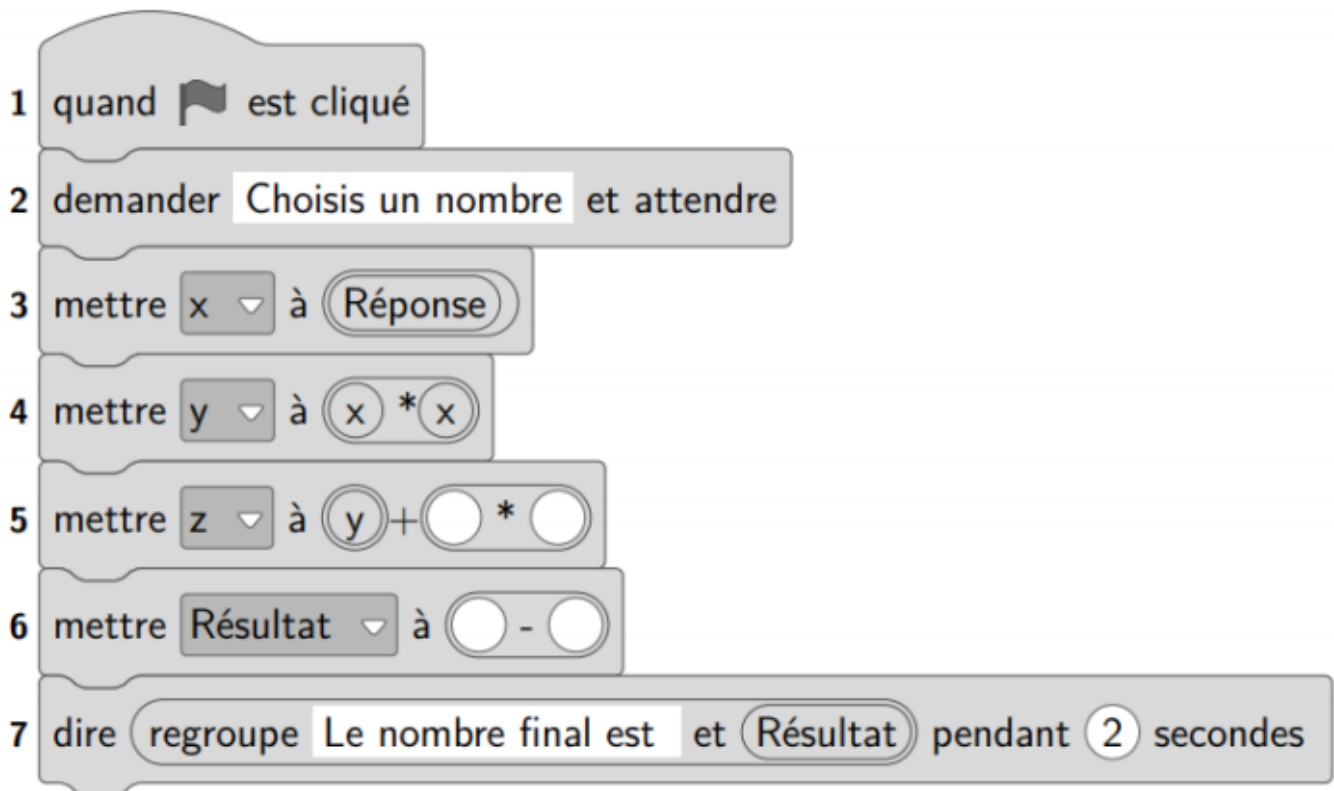 1 quand est cliqué
2 demander Choisis un nombre et attendre
3 mettre x à Réponse
4 mettre y à x * x
5 mettre z à y + *
6 mettre Résultat à -
7 dire regroupe Le nombre final est et Résultat pendant 2 secondes